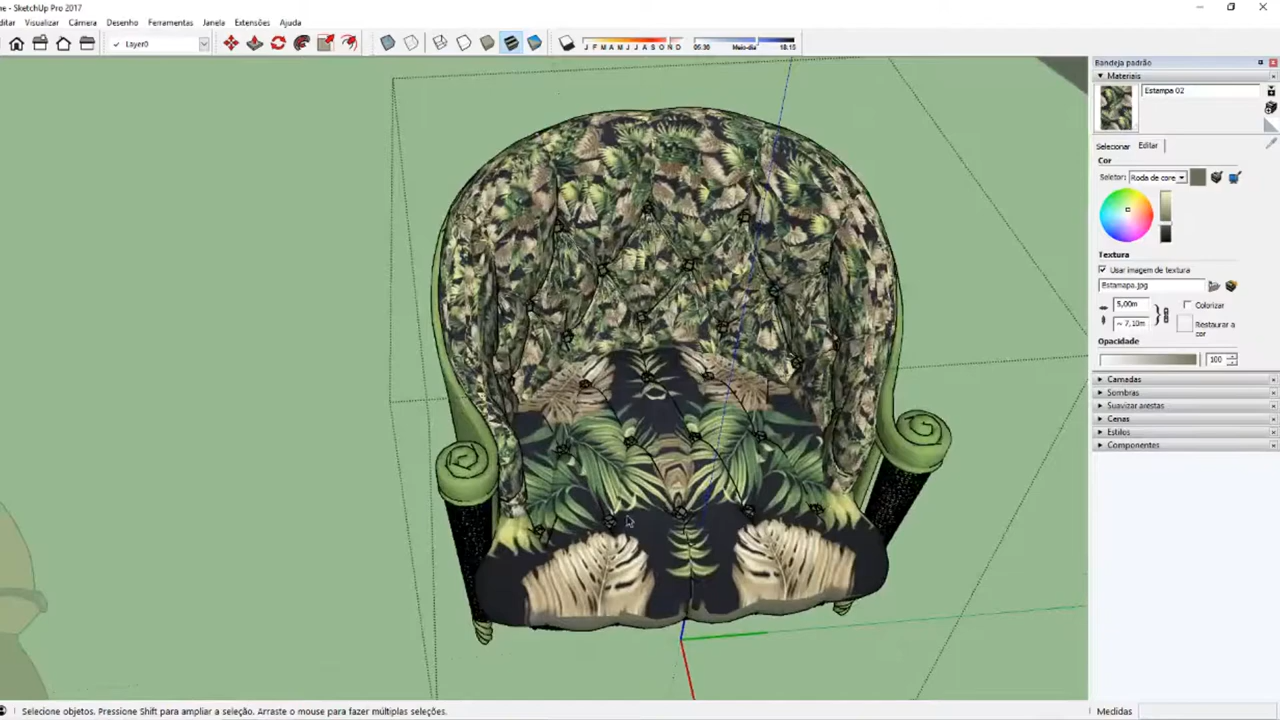 ne - SketchUp Pro 2017
ditar Visualizar Câmera Desenho Ferramentas Janela Extensões Ajuda
Layer0
J F M A M J J A S O N D
05:30 Meio-dia 18:15
Bandeja padrão
Materiais
Estampa 02
Selecionar Editar
Cor
Seletor: Roda de core
Textura
Usar imagem de textura
Estamapa.jpg
5,00m
Colorizar
~ 7,10m
Restaurar a
cor
Opacidade
100
Camadas
Sombras
Suavizar arestas
Cenas
Estilos
Componentes
Selecione objetos. Pressione Shift para ampliar a seleção. Arraste o mouse para fazer múltiplas seleções.
Medidas